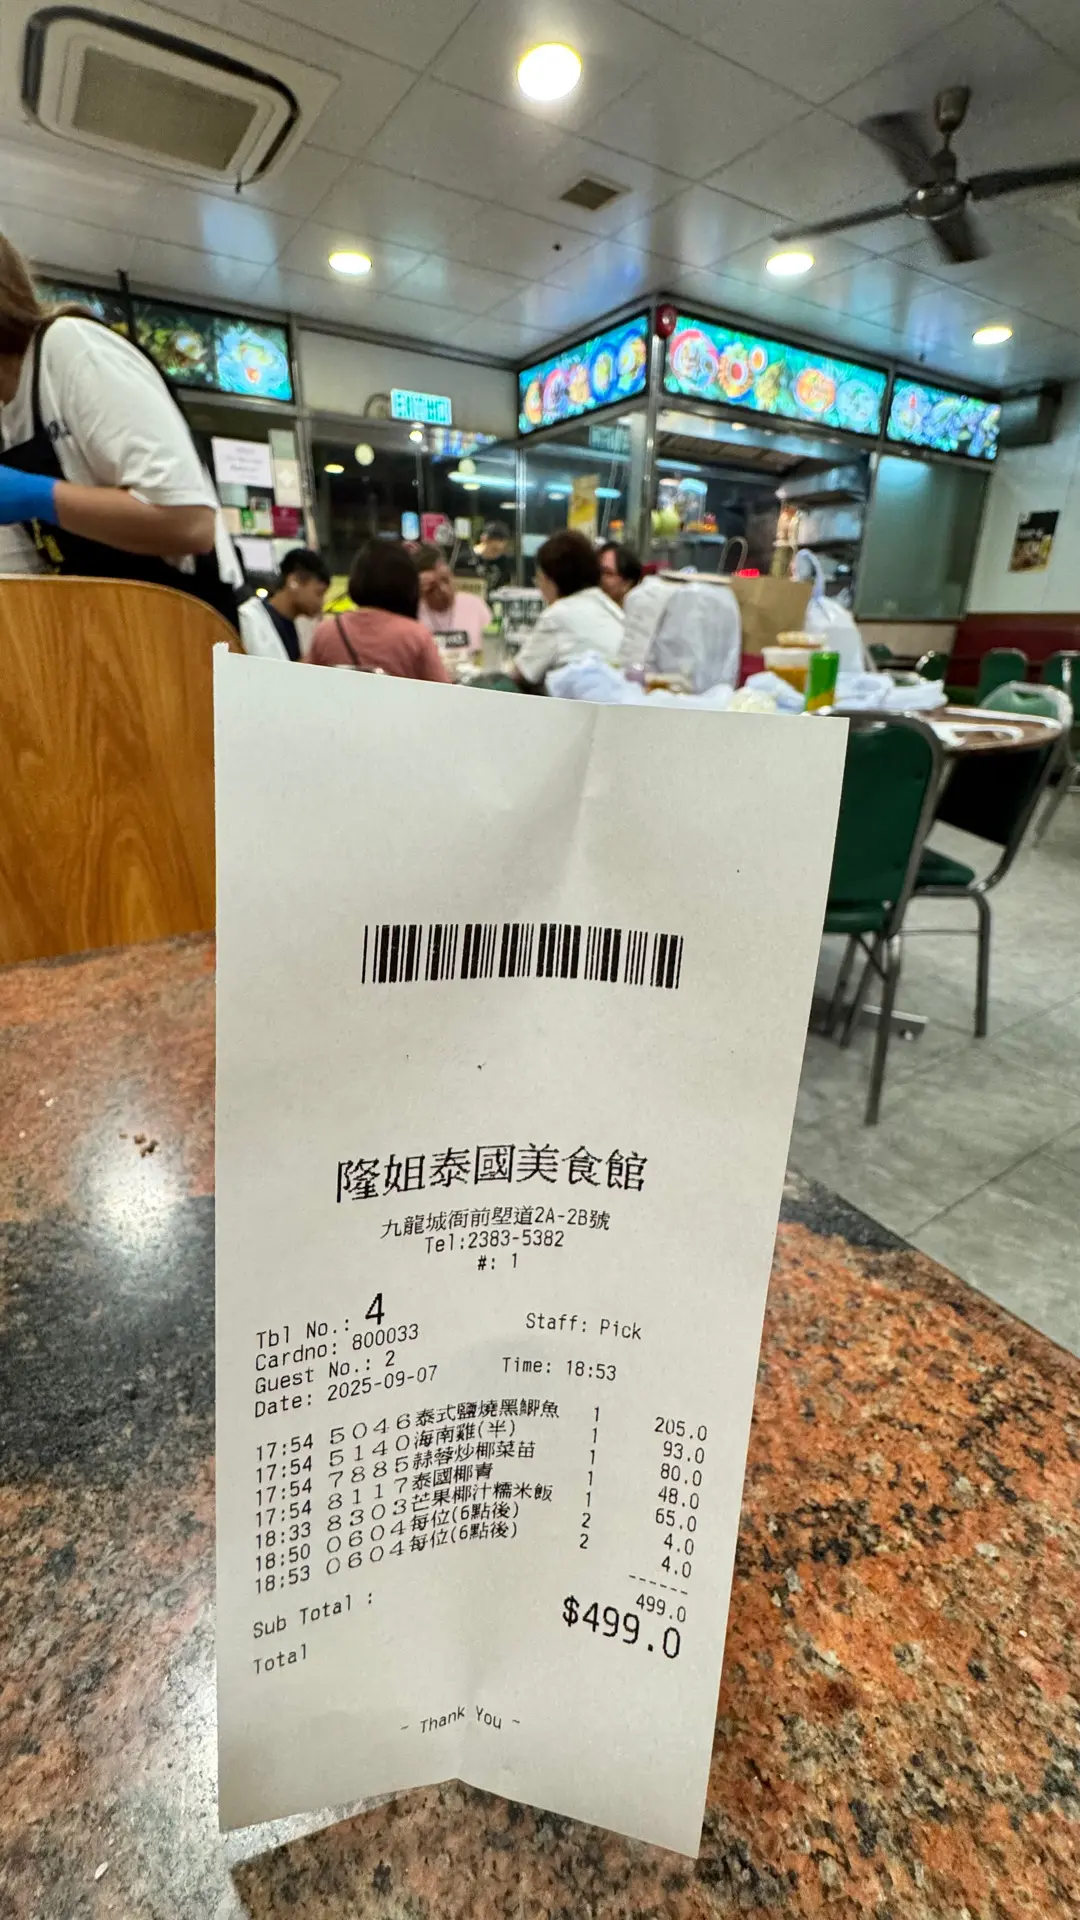 隆姐泰國美食館
九龍城衙前塱道2A-2B號
Tel:2383-5382
#: 1
Tbl No.: 4 Staff: Pick
Cardno: 800033
Guest No.: 2 Time: 18:53
Date: 2025-09-07
17:54 5046泰式鹽燒黑鯽魚 1 205.0
17:54 5140海南雞(半) 1 93.0
17:54 7885蒜蓉炒椰菜苗 1 80.0
17:54 8117泰國椰青 1 48.0
18:33 8303芒果椰汁糯米飯 1 65.0
18:50 0604每位(6點後) 2 4.0
18:53 0604每位(6點後) 2 4.0
------
Sub Total : 499.0
Total $499.0
- Thank You -